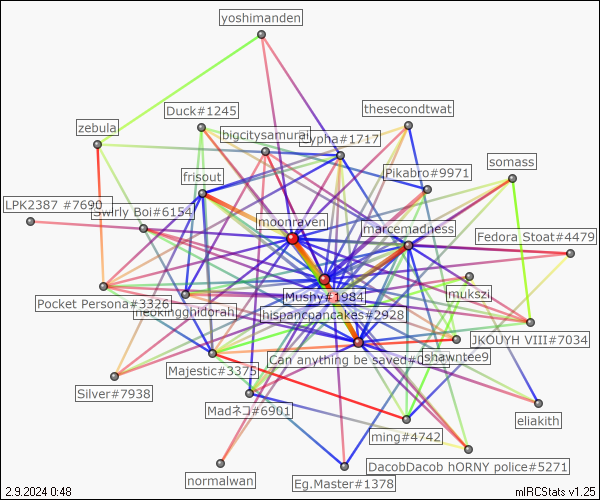 yoshimanden
Duck#1245
thesecondtwat
zebula
bigcitysamurai
Lypha#1717
Pikabro#9971
somass
frisout
LPK2387 #7690
Swirly Boi#6154
moonraven
marcemadness
Fedora Stoat#4479
Mushy#1984
mukszi
Pocket Persona#3326
neokingghidorah
hispancpancakes#2928
JKOUYH VIII#7034
Majestic#3375
Can anything be saved#0
shawntee9
Silver#7938
Madネコ#6901
eliakith
ming#4742
normalwan
Eg.Master#1378
DacobDacob hORNY police#5271
2.9.2024 0:48
mIRCStats v1.25